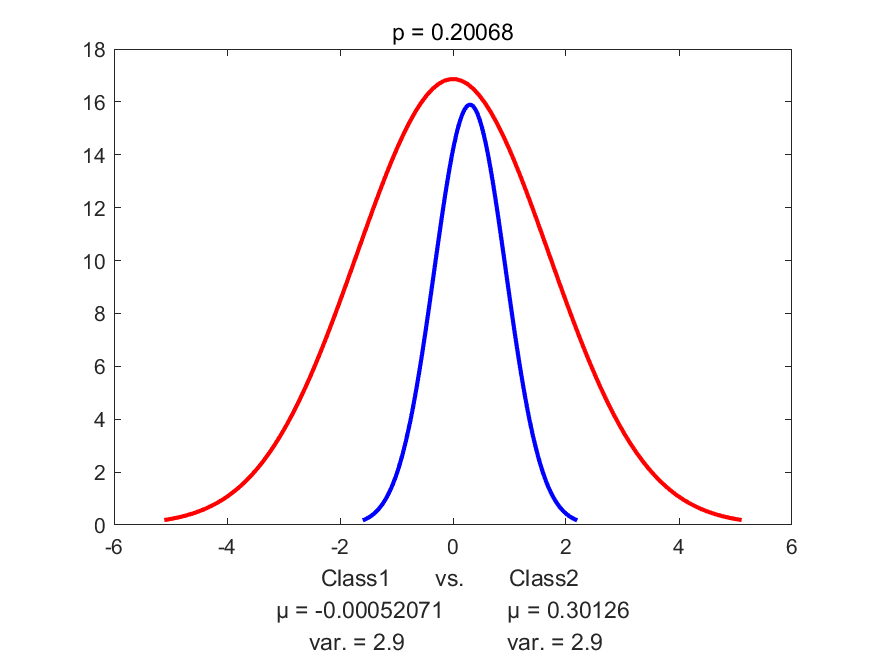 p = 0.20068
18
16
14
12
10
8
6
4
2
0
-6 -4 -2 0 2 4 6
Class1 vs. Class2
μ = -0.00052071 μ = 0.30126
var. = 2.9 var. = 2.9